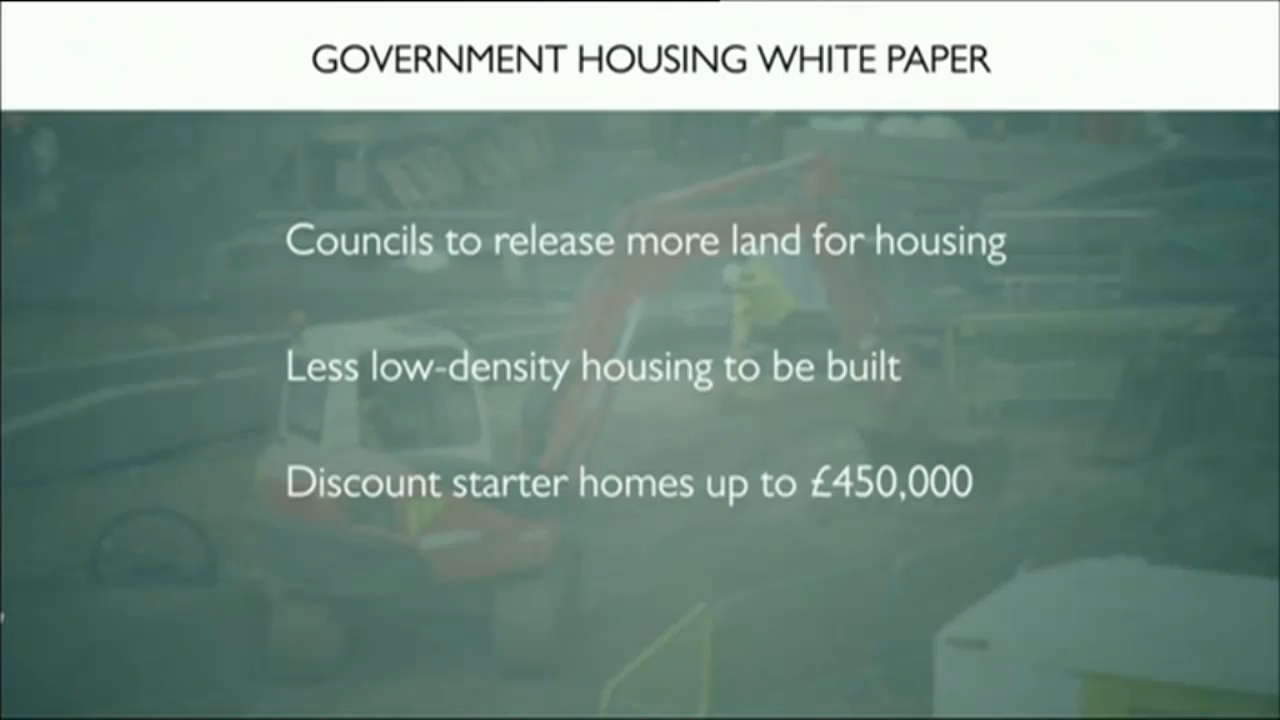 GOVERNMENT HOUSING WHITE PAPER
Councils to release more land for housing
Less low-density housing to be built
Discount starter homes up to £450,000